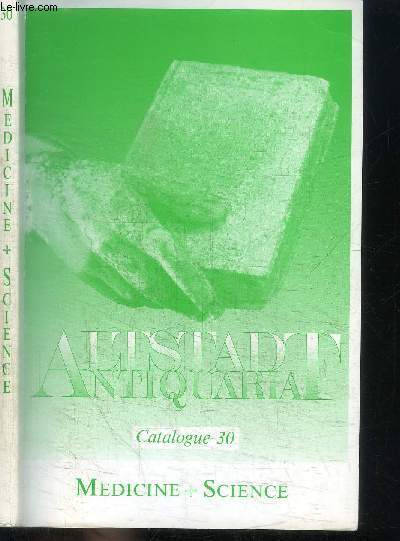 Le-Livre.com
30
MEDICINE + SCIENCE
ALTSTADT
ANTIQUARIAT
Catalogue 30
MEDICINE + SCIENCE